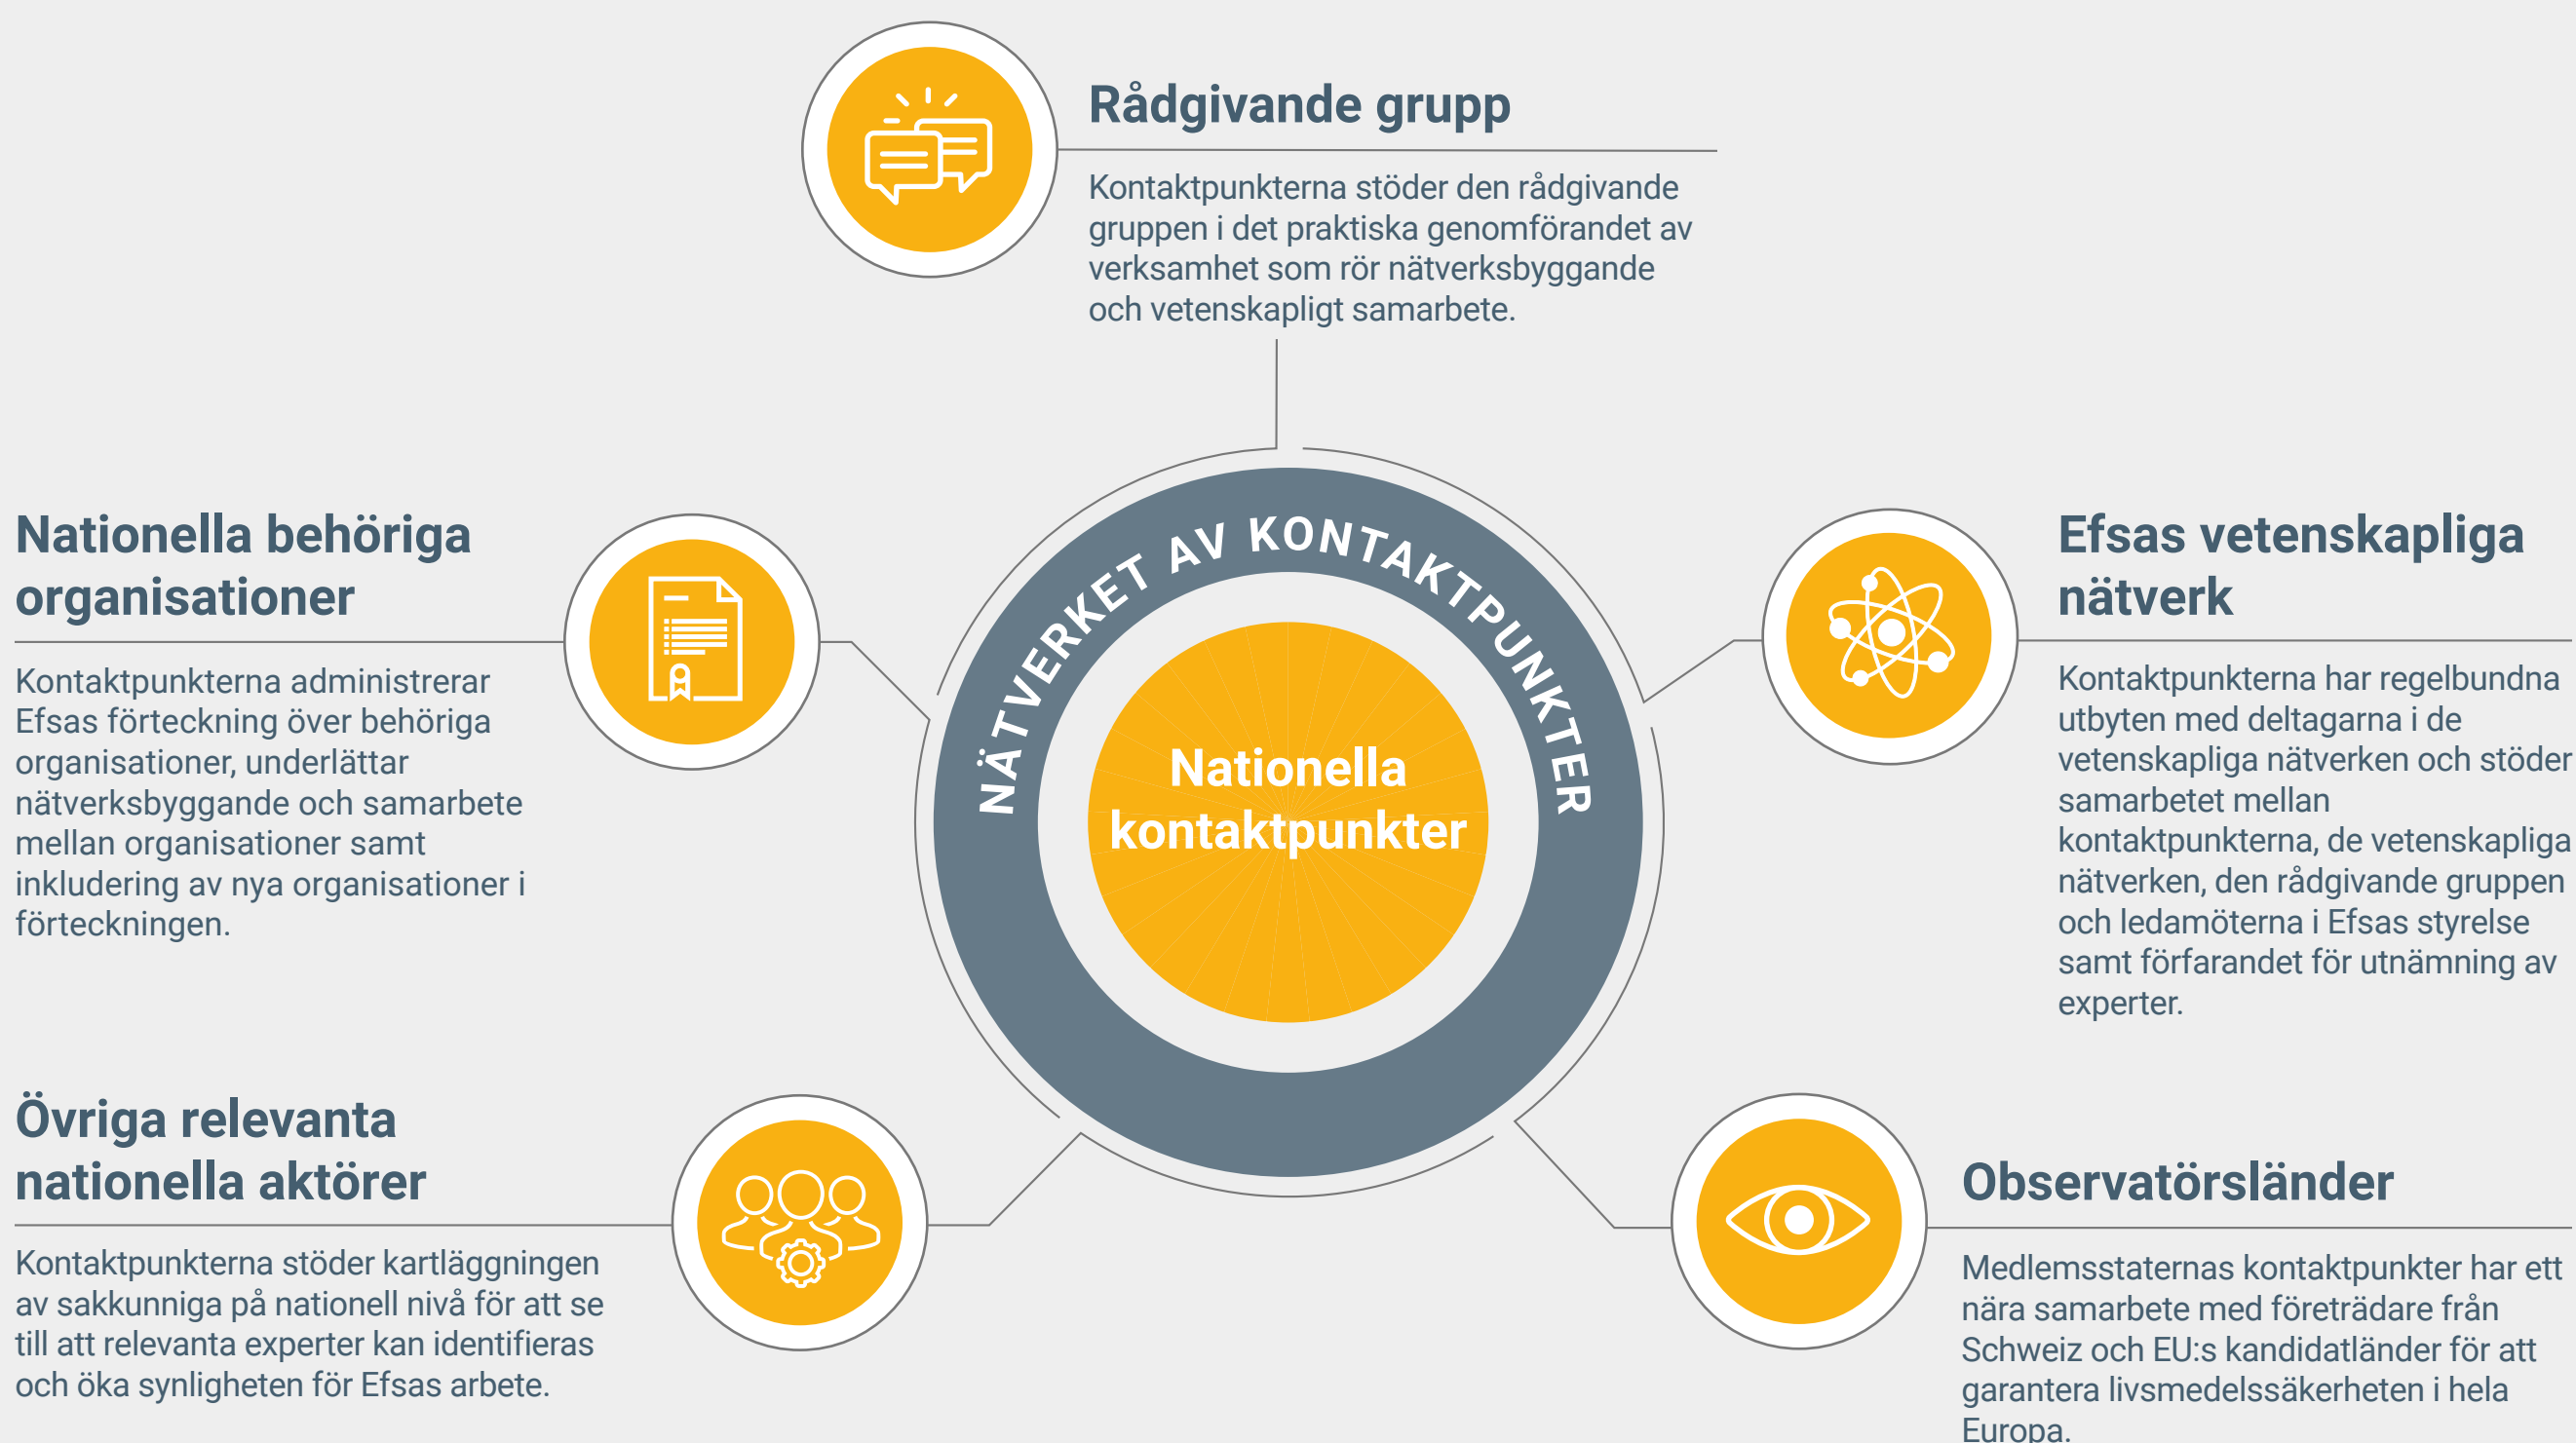 Rådgivande grupp
Kontaktpunkterna stöder den rådgivande
gruppen i det praktiska genomförandet av
verksamhet som rör nätverksbyggande
och vetenskapligt samarbete.
Nationella behöriga
organisationer
Kontaktpunkterna administrerar
Efsas förteckning över behöriga
organisationer, underlättar
nätverksbyggande och samarbete
mellan organisationer samt
inkludering av nya organisationer i
förteckningen.
NÄTVERKET AV KONTAKTPUNKTER
Nationella
kontaktpunkter
Efsas vetenskapliga
nätverk
Kontaktpunkterna har regelbundna
utbyten med deltagarna i de
vetenskapliga nätverken och stöder
samarbetet mellan
kontaktpunkterna, de vetenskapliga
nätverken, den rådgivande gruppen
och ledamöterna i Efsas styrelse
samt förfarandet för utnämning av
experter.
Övriga relevanta
nationella aktörer
Kontaktpunkterna stöder kartläggningen
av sakkunniga på nationell nivå för att se
till att relevanta experter kan identifieras
och öka synligheten för Efsas arbete.
Observatörsländer
Medlemsstaternas kontaktpunkter har ett
nära samarbete med företrädare från
Schweiz och EU:s kandidatländer för att
garantera livsmedelssäkerheten i hela
Europa.